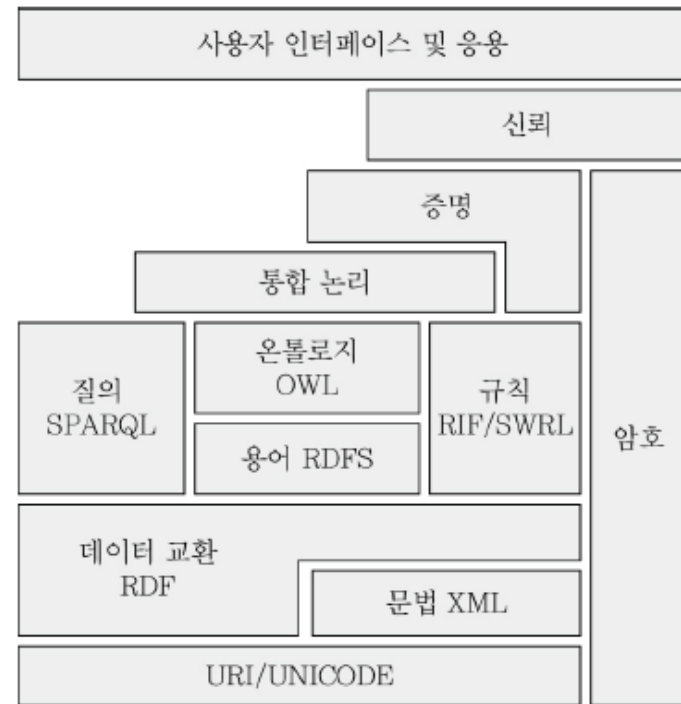 사용자 인터페이스 및 응용
신뢰
증명
통합 논리
질의
SPARQL
온톨로지
OWL
용어 RDFS
규칙
RIF/SWRL
암호
데이터 교환
RDF
문법 XML
URI/UNICODE